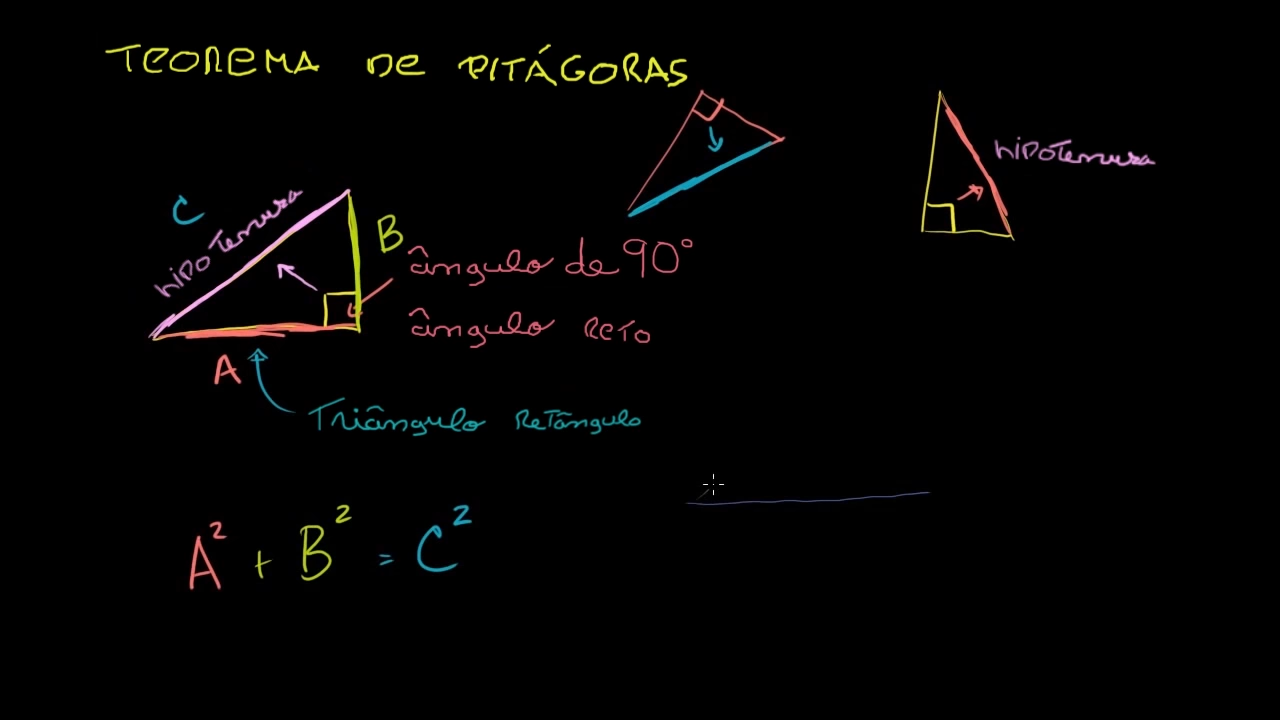 TEOREMA DE PITÁGORAS
hipotenusa
C
hipotenusa
B
ângulo de 90°
ângulo RETO
A
Triângulo Retângulo
A² + B² = C²